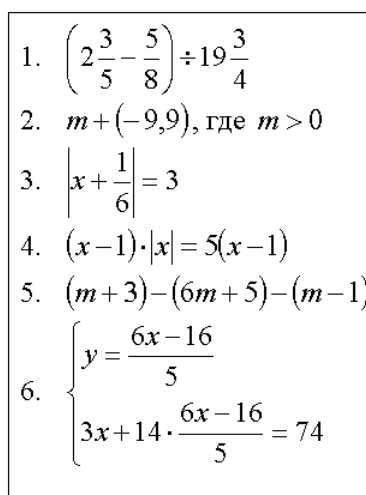 1. (2 3/5 − 5/8) ÷ 19 3/4
2. m + (−9,9), где m > 0
3. |x + 1/6| = 3
4. (x − 1)·|x| = 5(x − 1)
5. (m + 3) − (6m + 5) − (m − 1)
6. { y = (6x − 16)/5
3x + 14 · (6x − 16)/5 = 74